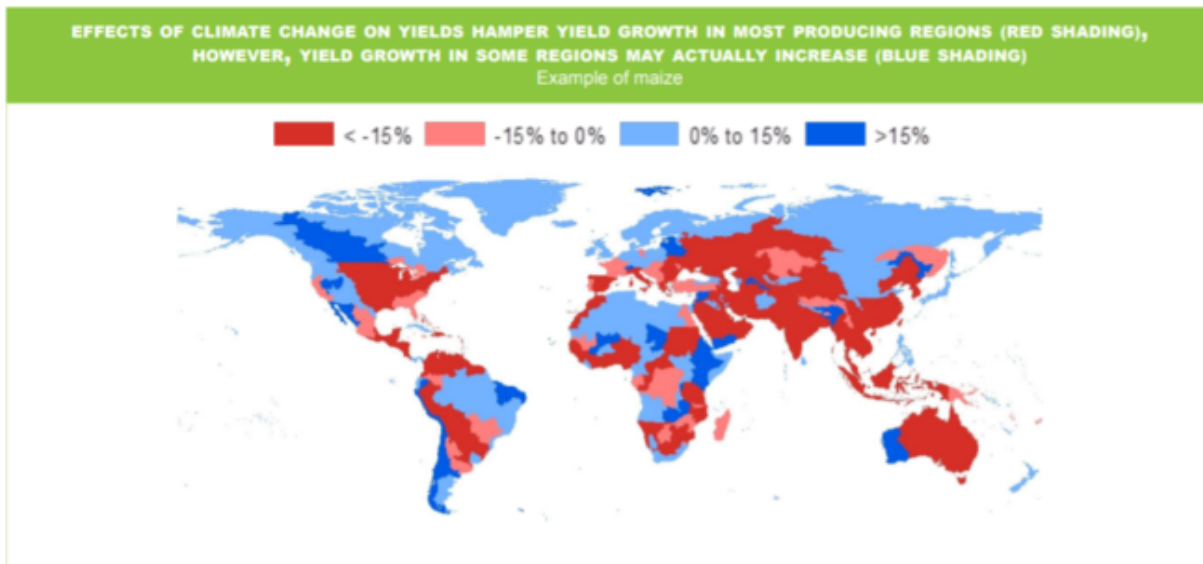 EFFECTS OF CLIMATE CHANGE ON YIELDS HAMPER YIELD GROWTH IN MOST PRODUCING REGIONS (RED SHADING),
HOWEVER, YIELD GROWTH IN SOME REGIONS MAY ACTUALLY INCREASE (BLUE SHADING)
Example of maize
< -15% -15% to 0% 0% to 15% >15%